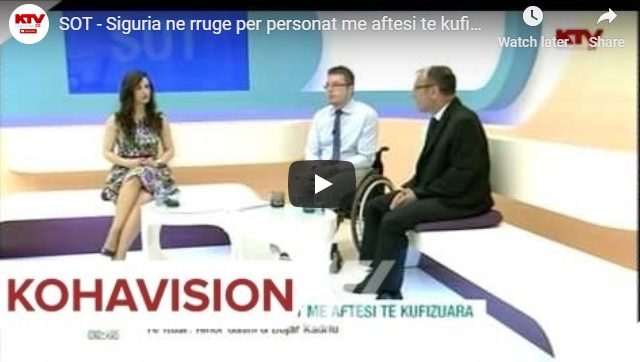 KTV
SOT - Siguria ne rruge per personat me aftesi te kufi...
Watch later
Share
KTV
SOT
KOHAVISION
T ME AFTESI TE KUFIZUARA